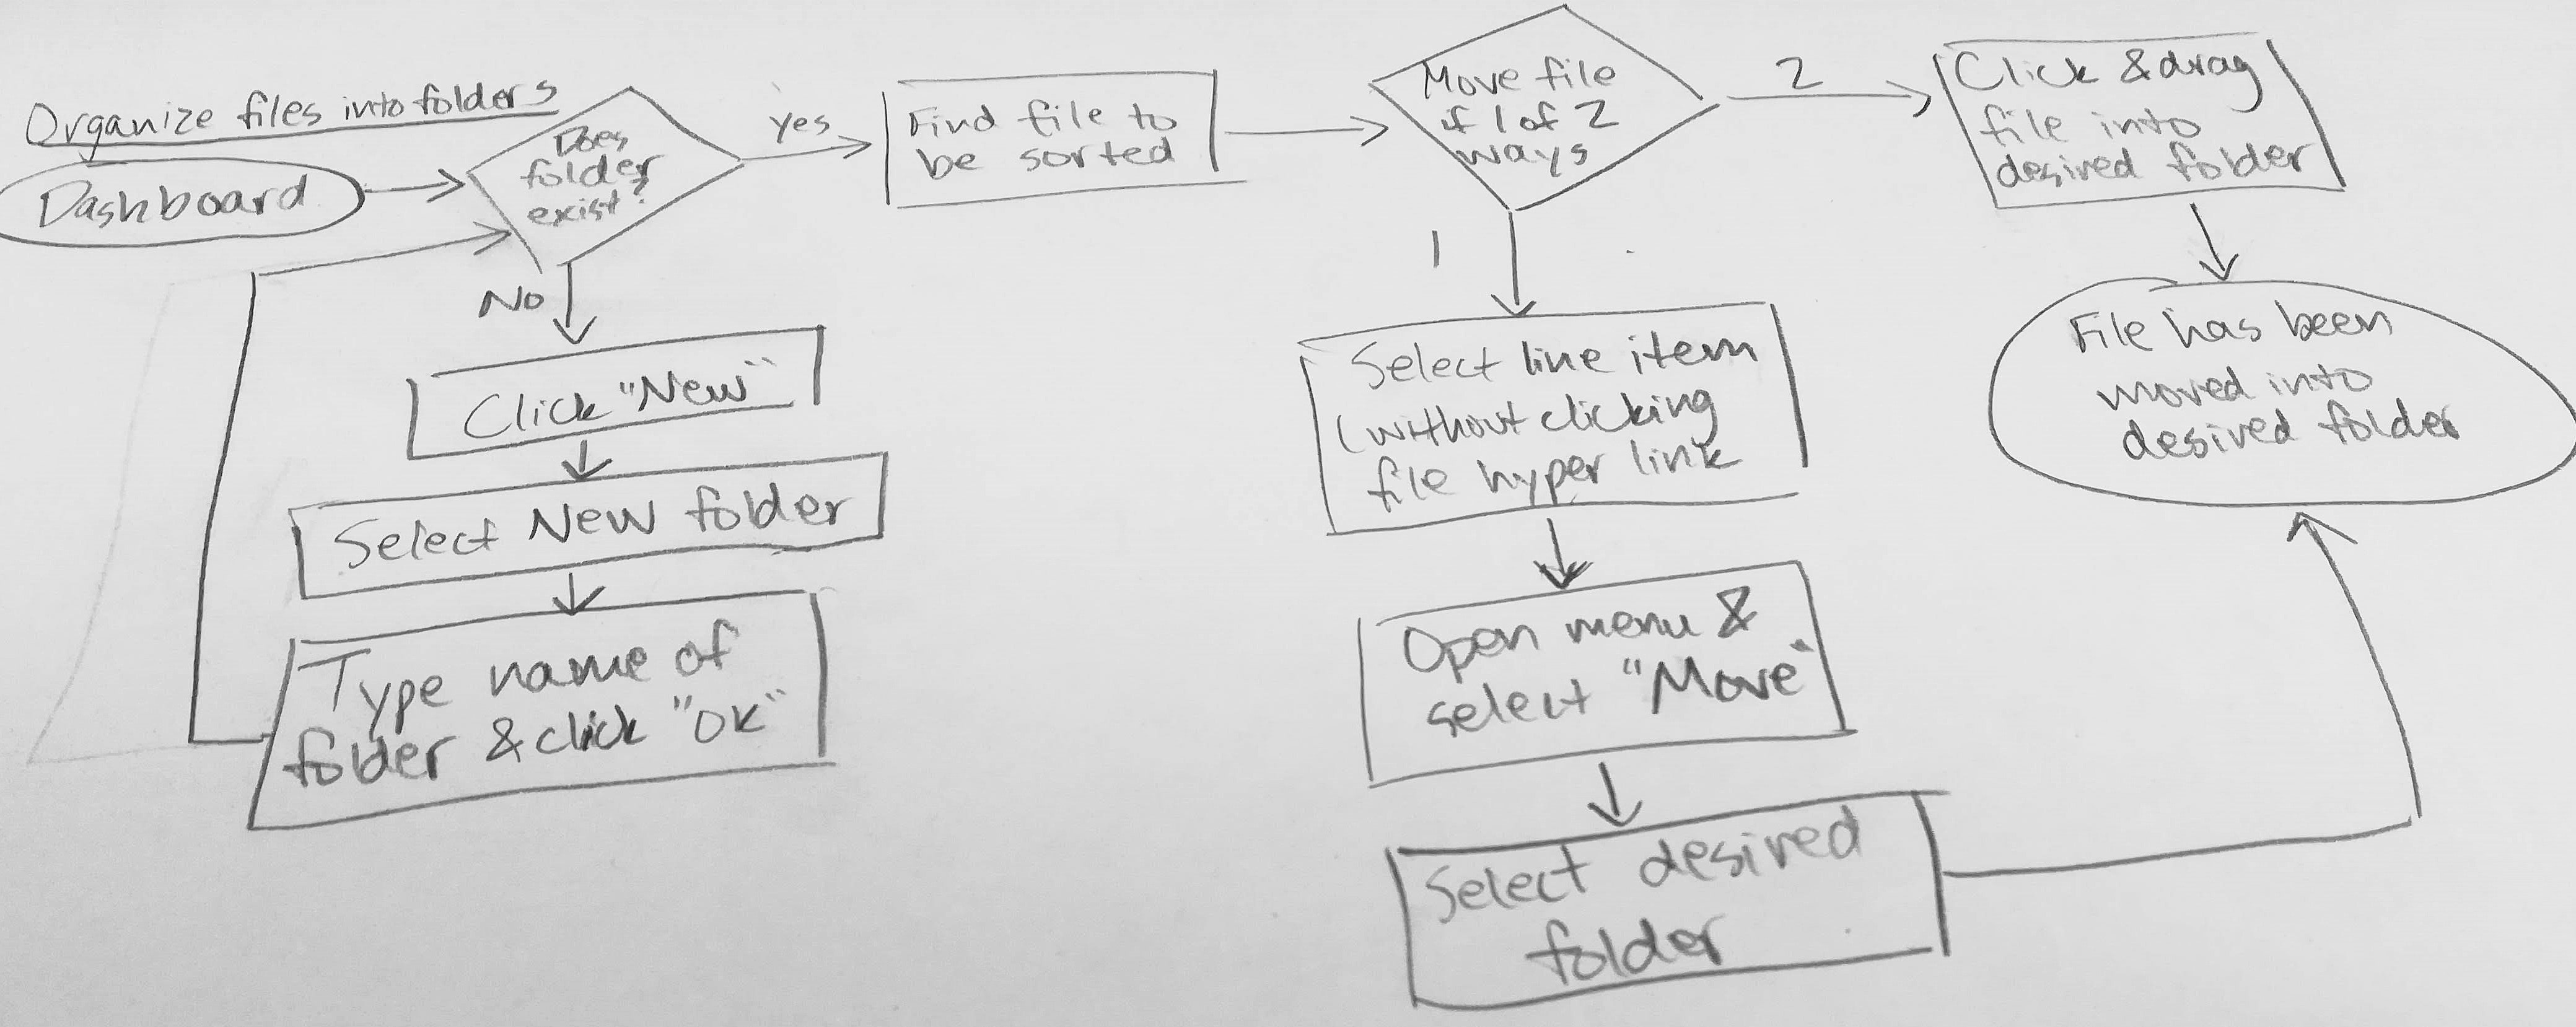 Organize files into folders
Dashboard
Does
folder
exist?
yes
No
Click "New"
Select New folder
Type name of
folder & click "OK"
Find file to
be sorted
Move file
if 1 of 2
ways
1
2
Select line item
(without clicking
file hyper link
Open menu &
select "Move"
Select desired
folder
Click & drag
file into
desired folder
File has been
moved into
desired folder